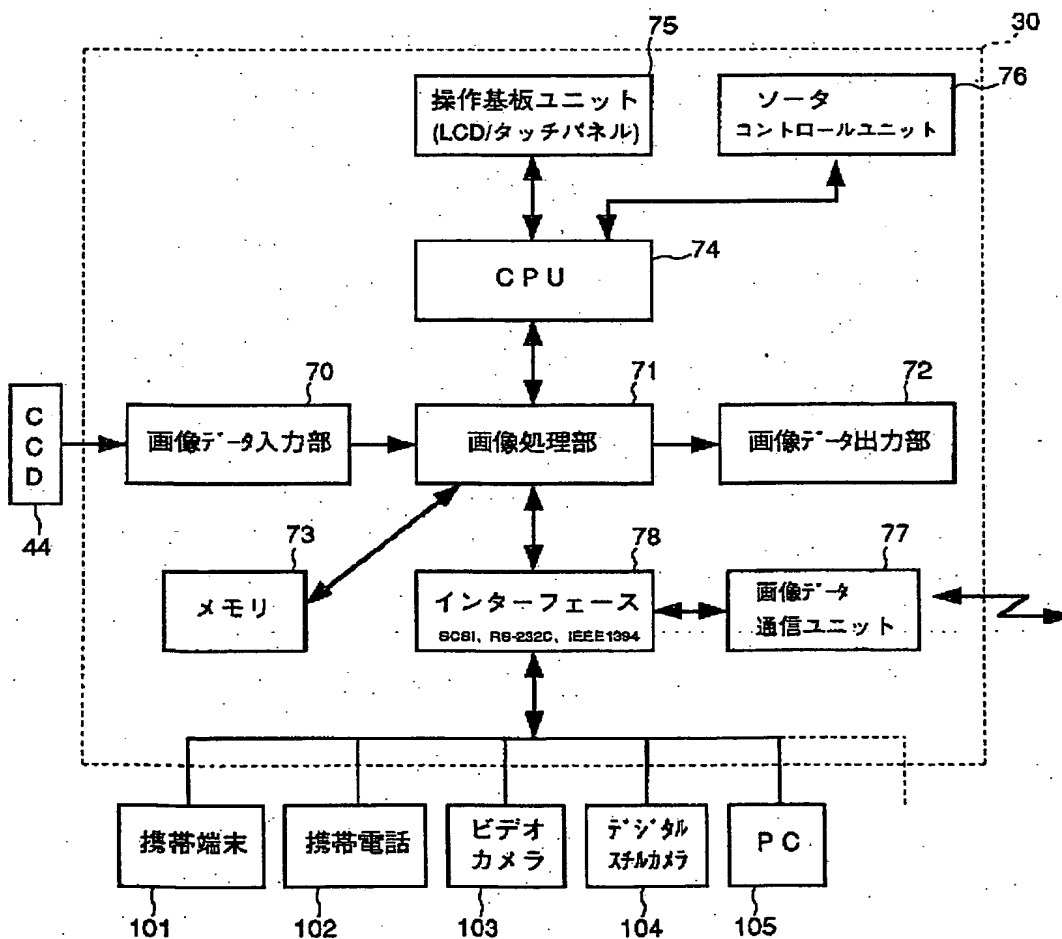 30
75
操作基板ユニット
(LCD/タッチパネル)
76
ソータ
コントロールユニット
74
CPU
70
画像データ入力部
71
画像処理部
72
画像データ出力部
CCD
44
73
メモリ
78
インターフェース
SCSI、RS-232C、IEEE1394
77
画像データ
通信ユニット
携帯端末
携帯電話
ビデオ
カメラ
デジタル
スチルカメラ
PC
101
102
103
104
105